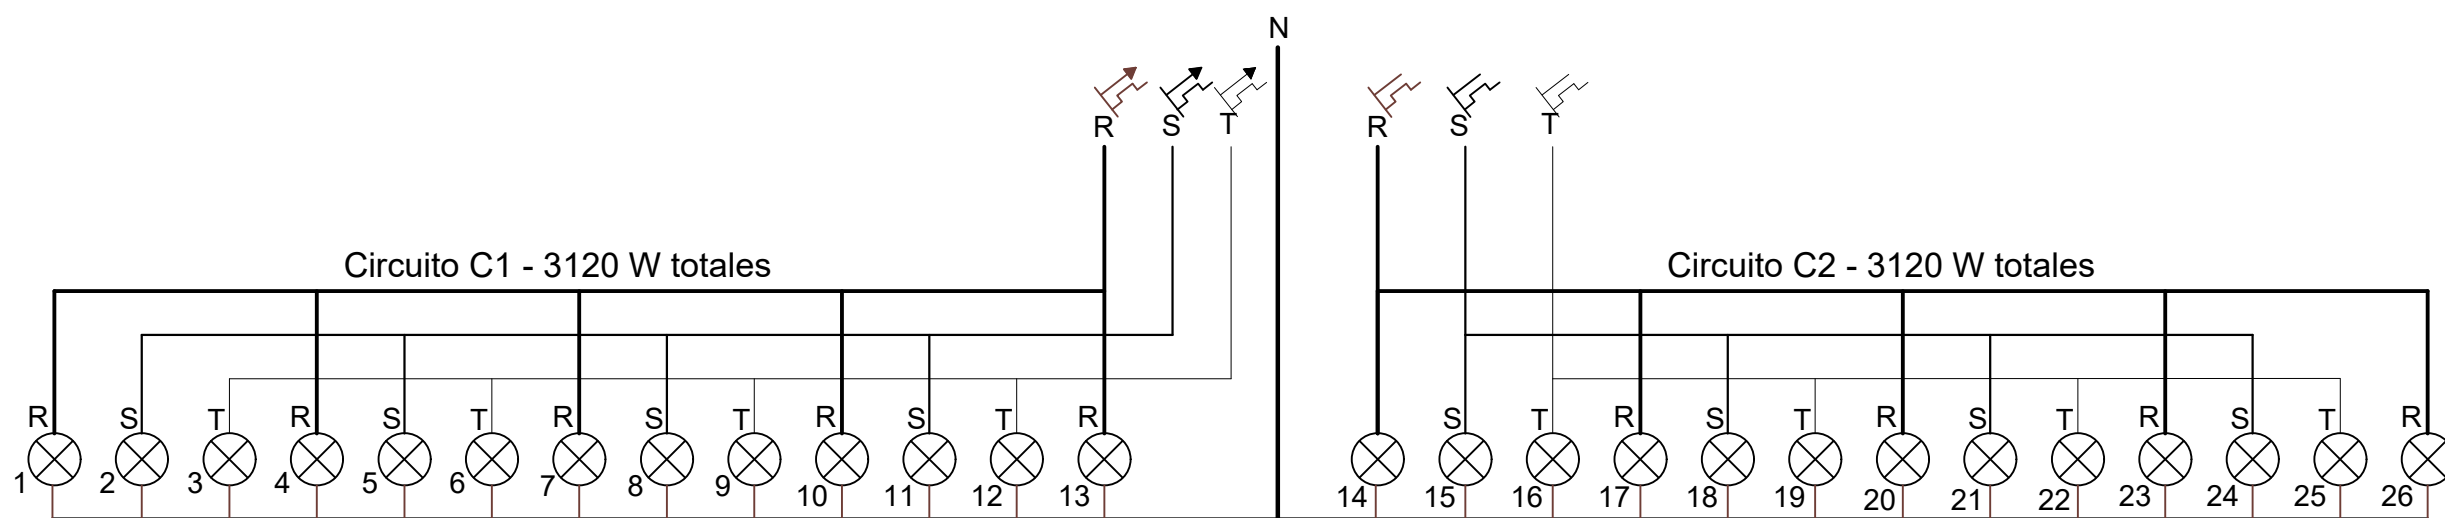 N
R S T R S T
Circuito C1 - 3120 W totales Circuito C2 - 3120 W totales
R S T R S T R S T R S T R S T R S T R S T R S T R
1 2 3 4 5 6 7 8 9 10 11 12 13 14 15 16 17 18 19 20 21 22 23 24 25 26